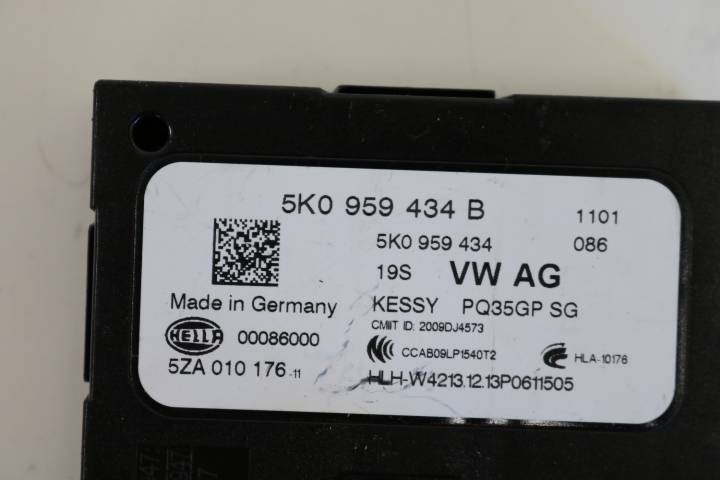 5K0 959 434 B 1101
5K0 959 434 086
19S VW AG
Made in Germany KESSY PQ35GP SG
CMIIT ID: 2009DJ4573
HELLA 00086000
CCAB09LP1540T2 HLA-10176
5ZA 010 176-11 HLH-W4213.12.13P0611505